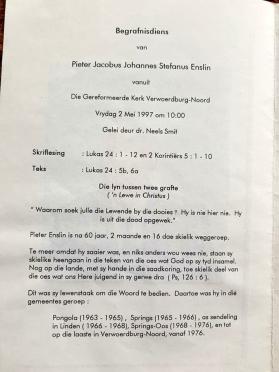 Begrafnisdiens
van
Pieter Jacobus Johannes Stefanus Enslin
vanuit
Die Gereformeerde Kerk Verwoerdburg-Noord
Vrydag 2 Mei 1997 om 10:00
Gelei deur dr. Neels Smit
Skriflesing : Lukas 24 : 1 - 12 en 2 Korintiërs 5 : 1 - 10
Teks : Lukas 24 : 5b, 6a
Die lyn tussen twee grafte
( 'n Lewe in Christus )
" Waarom soek julle die Lewende by die dooies ? Hy is nie hier nie. Hy
is uit die dood opgewek."
Pieter Enslin is na 60 jaar, 2 maande en 16 dae skielik weggeroep.
Te meer omdat hy saaier was, en niks anders wou wees nie, staan sy
skielike heengaan in die teken van die oes wat God op sy tyd insamel.
Nog op die lande, met sy hande in die saadkoring, toe skielik deel van
die oes wat ons Here julgend in sy gerwe dra ( Ps, 126 : 6 ).
Dit was sy lewenstaak om die Woord te bedien. Daartoe was hy in die
gemeentes geroep :
Pongola (1963 - 1965) , Springs (1965 - 1966) , as sendeling
in Linden ( 1966 - 1968), Springs-Oos (1968 - 1976), en tot
op die laaste in Verwoerdburg-Noord, vanaf 1976.